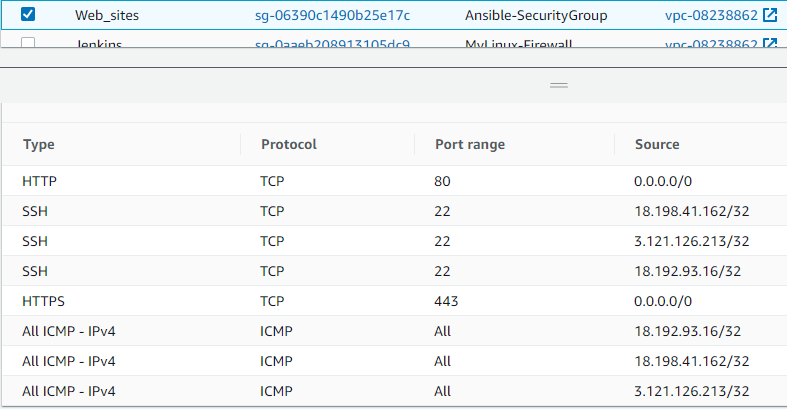 Web_sites sg-06390c1490b25e17c Ansible-SecurityGroup vpc-08238862
Jenkins sg-0aaeb208913105dc9 MyLinux-Firewall vpc-08238862
Type Protocol Port range Source
HTTP TCP 80 0.0.0.0/0
SSH TCP 22 18.198.41.162/32
SSH TCP 22 3.121.126.213/32
SSH TCP 22 18.192.93.16/32
HTTPS TCP 443 0.0.0.0/0
All ICMP - IPv4 ICMP All 18.192.93.16/32
All ICMP - IPv4 ICMP All 18.198.41.162/32
All ICMP - IPv4 ICMP All 3.121.126.213/32